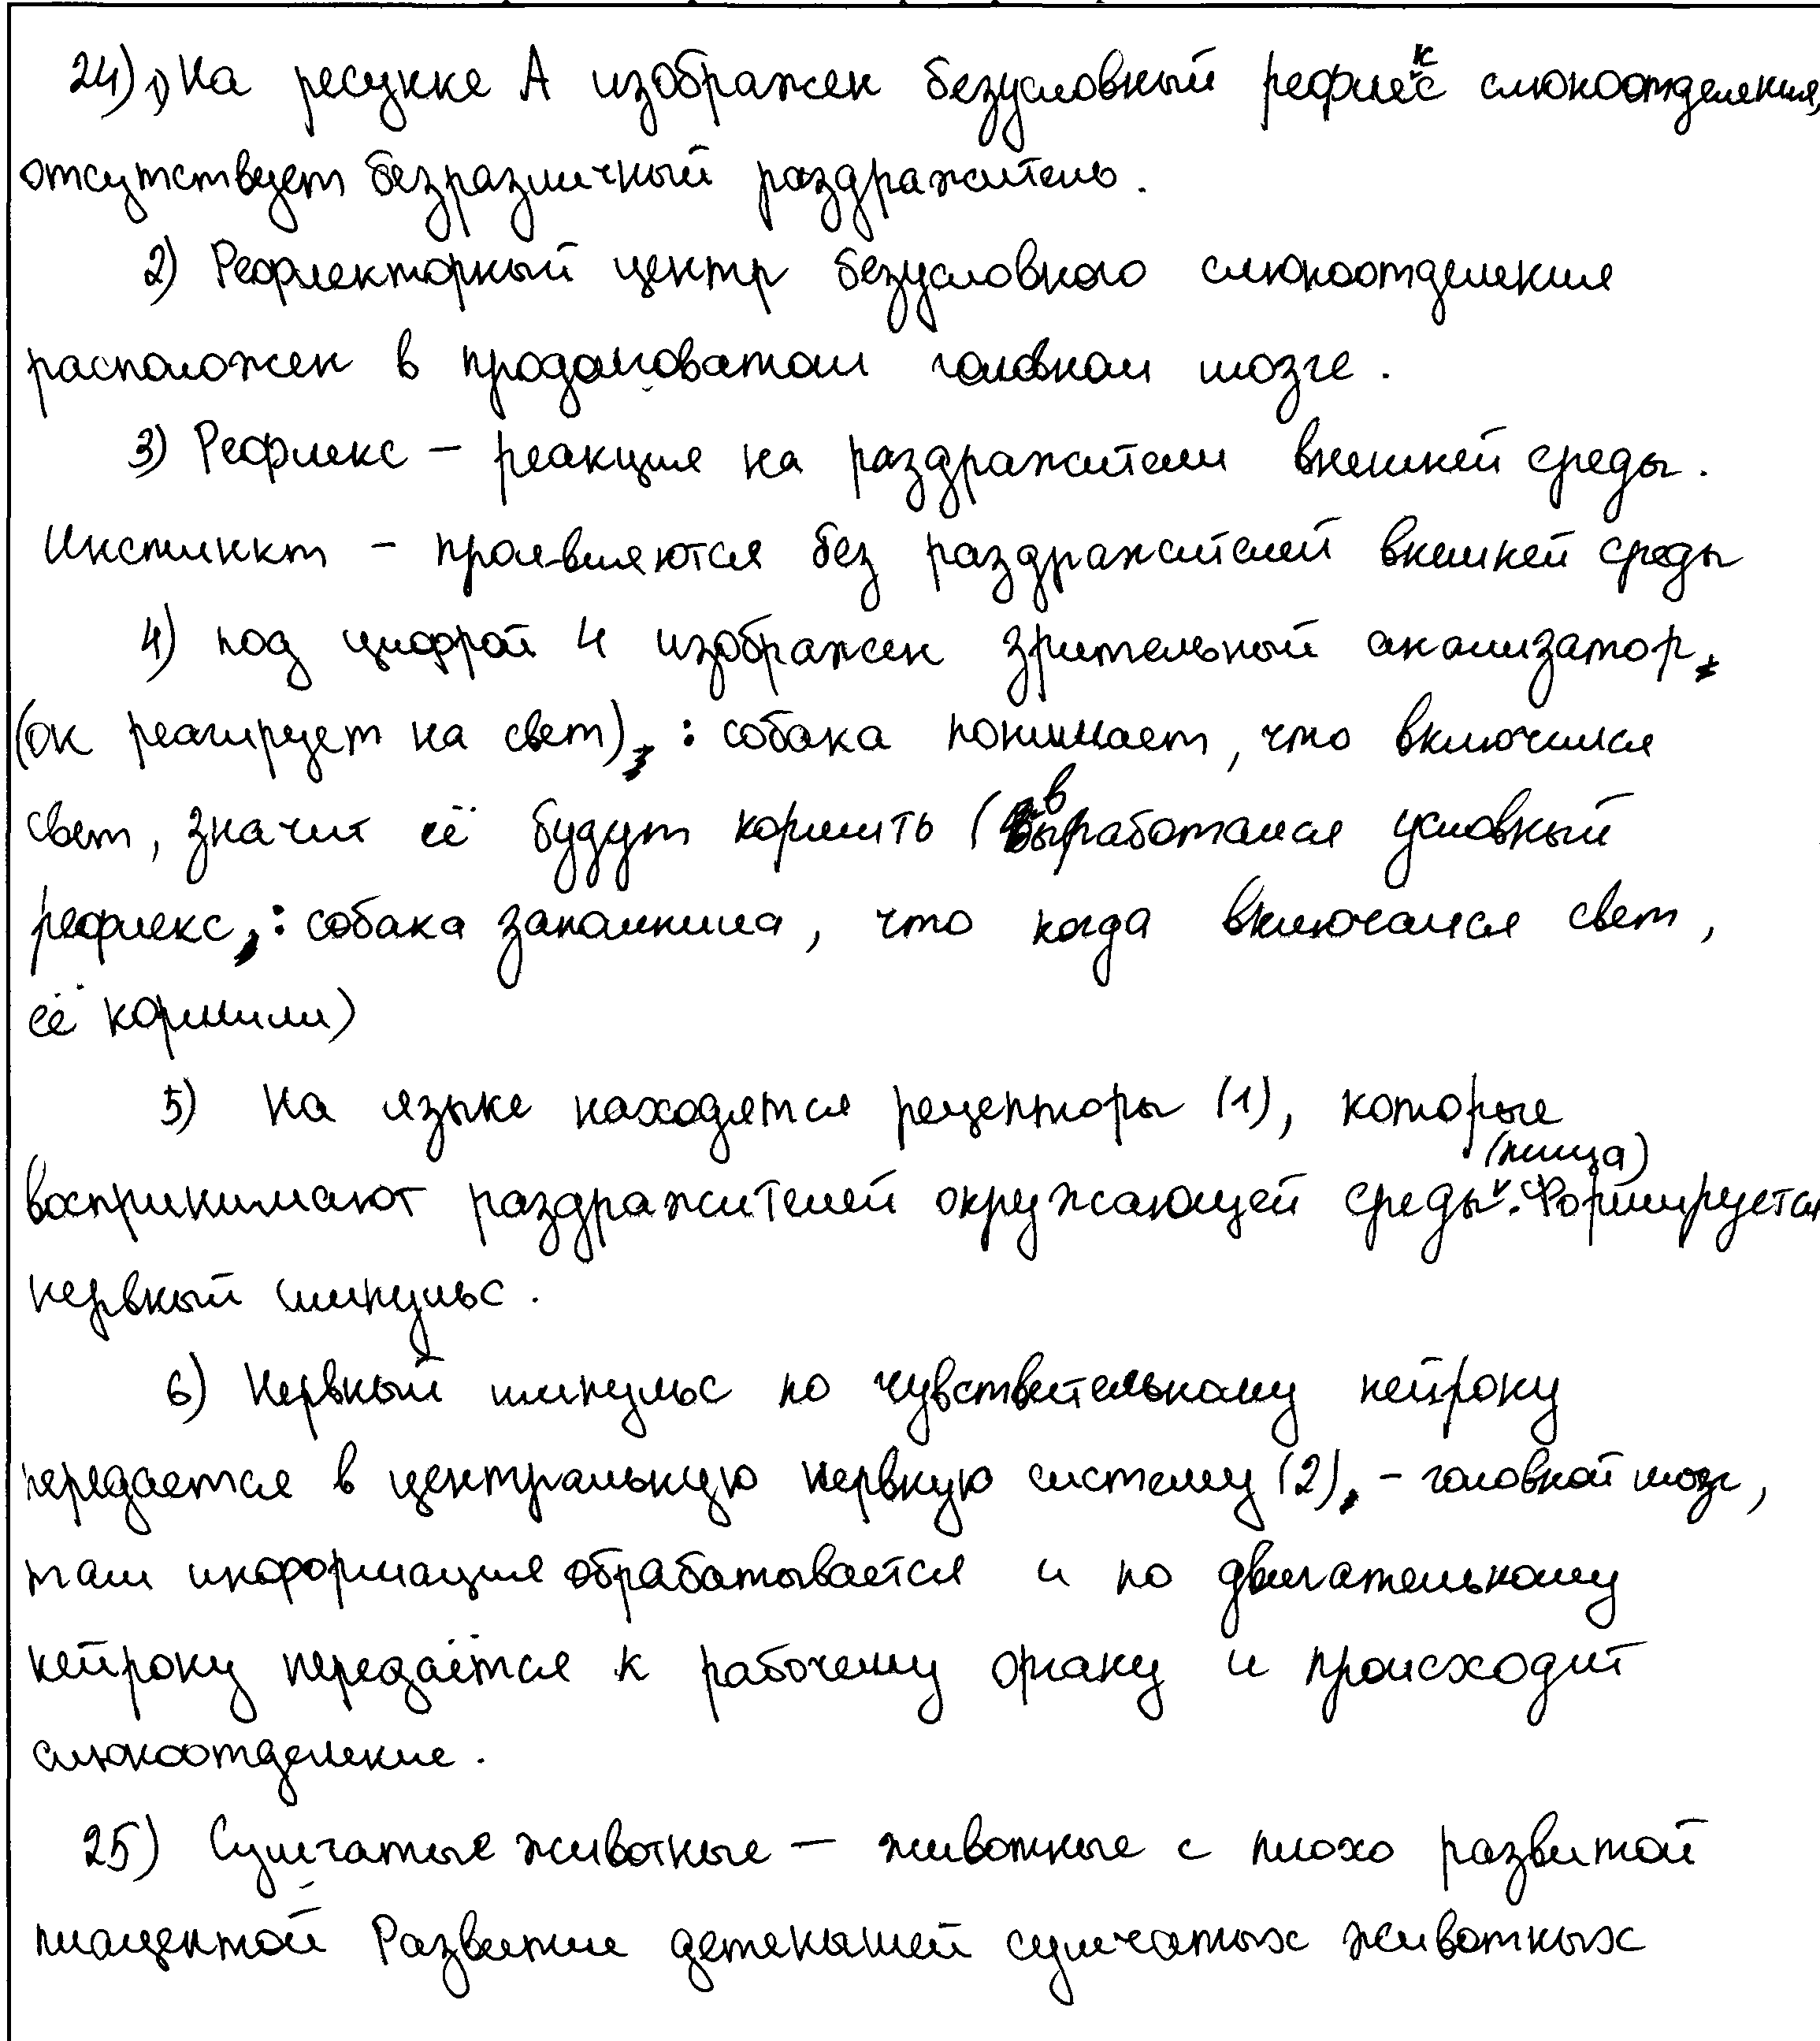 24) 1) На ресунке А изображен безусловный рефлекс слюноотделения,
отсутствует безразличный раздражитель.
2) Рефлекторный центр безусловного слюноотделения
расположен в продолговатом головном мозге.
3) Рефлекс – реакция на раздражители внешней среды.
Инстинкт – проявляются без раздражителей внешней среды
4) под цифрой 4 изображен зрительный анализатор
(он реагирует на свет): собака понимает, что включился
свет, значит её будут кормить (выработался условный
рефлекс: собака запомнила, что когда включался свет,
её кормили)
5) На языке находятся рецепторы (1), которые
воспринимают раздражителей окружающей среды (пища). Формируется
нервный импульс.
6) Нервный импульс по чувствительному нейрону
передается в центральную нервную систему (2) – головной мозг,
там информация обрабатывается и по двигательному
нейрону передаётся к рабочему органу и происходит
слюноотделение.
25) Сумчатые животные – животные с плохо развитой
плацентой Развитие детенышей сумчатых животных